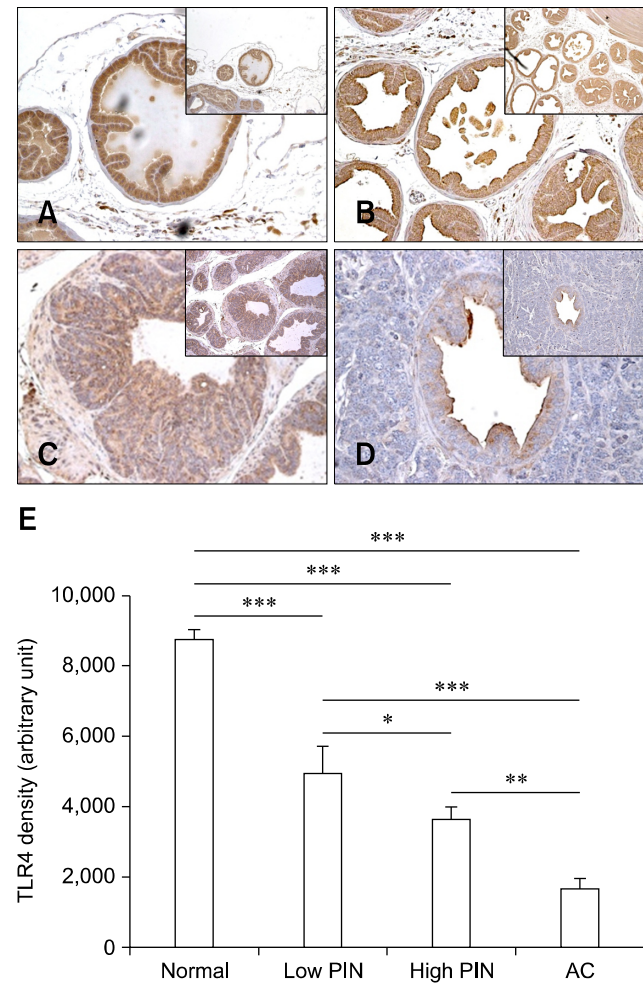 A
B
C
D
E
***
***
***
***
*
**
10,000
8,000
6,000
4,000
2,000
0
TLR4 density (arbitrary unit)
Normal Low PIN High PIN AC